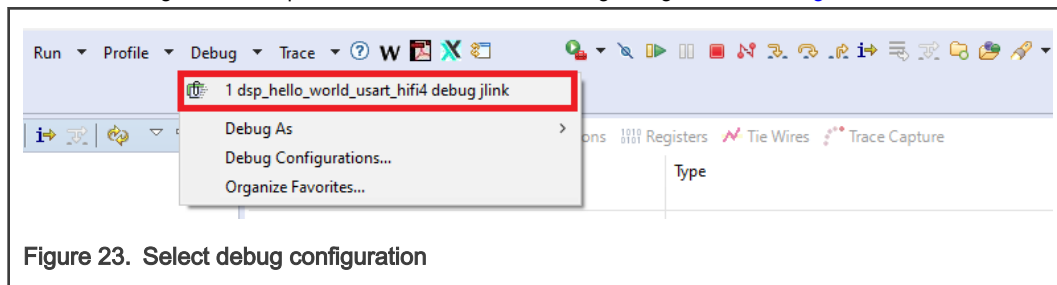 Run Profile Debug Trace
1 dsp_hello_world_usart_hifi4 debug jlink
Debug As
ons Registers Tie Wires Trace Capture
Debug Configurations...
Type
Organize Favorites...
Figure 23. Select debug configuration